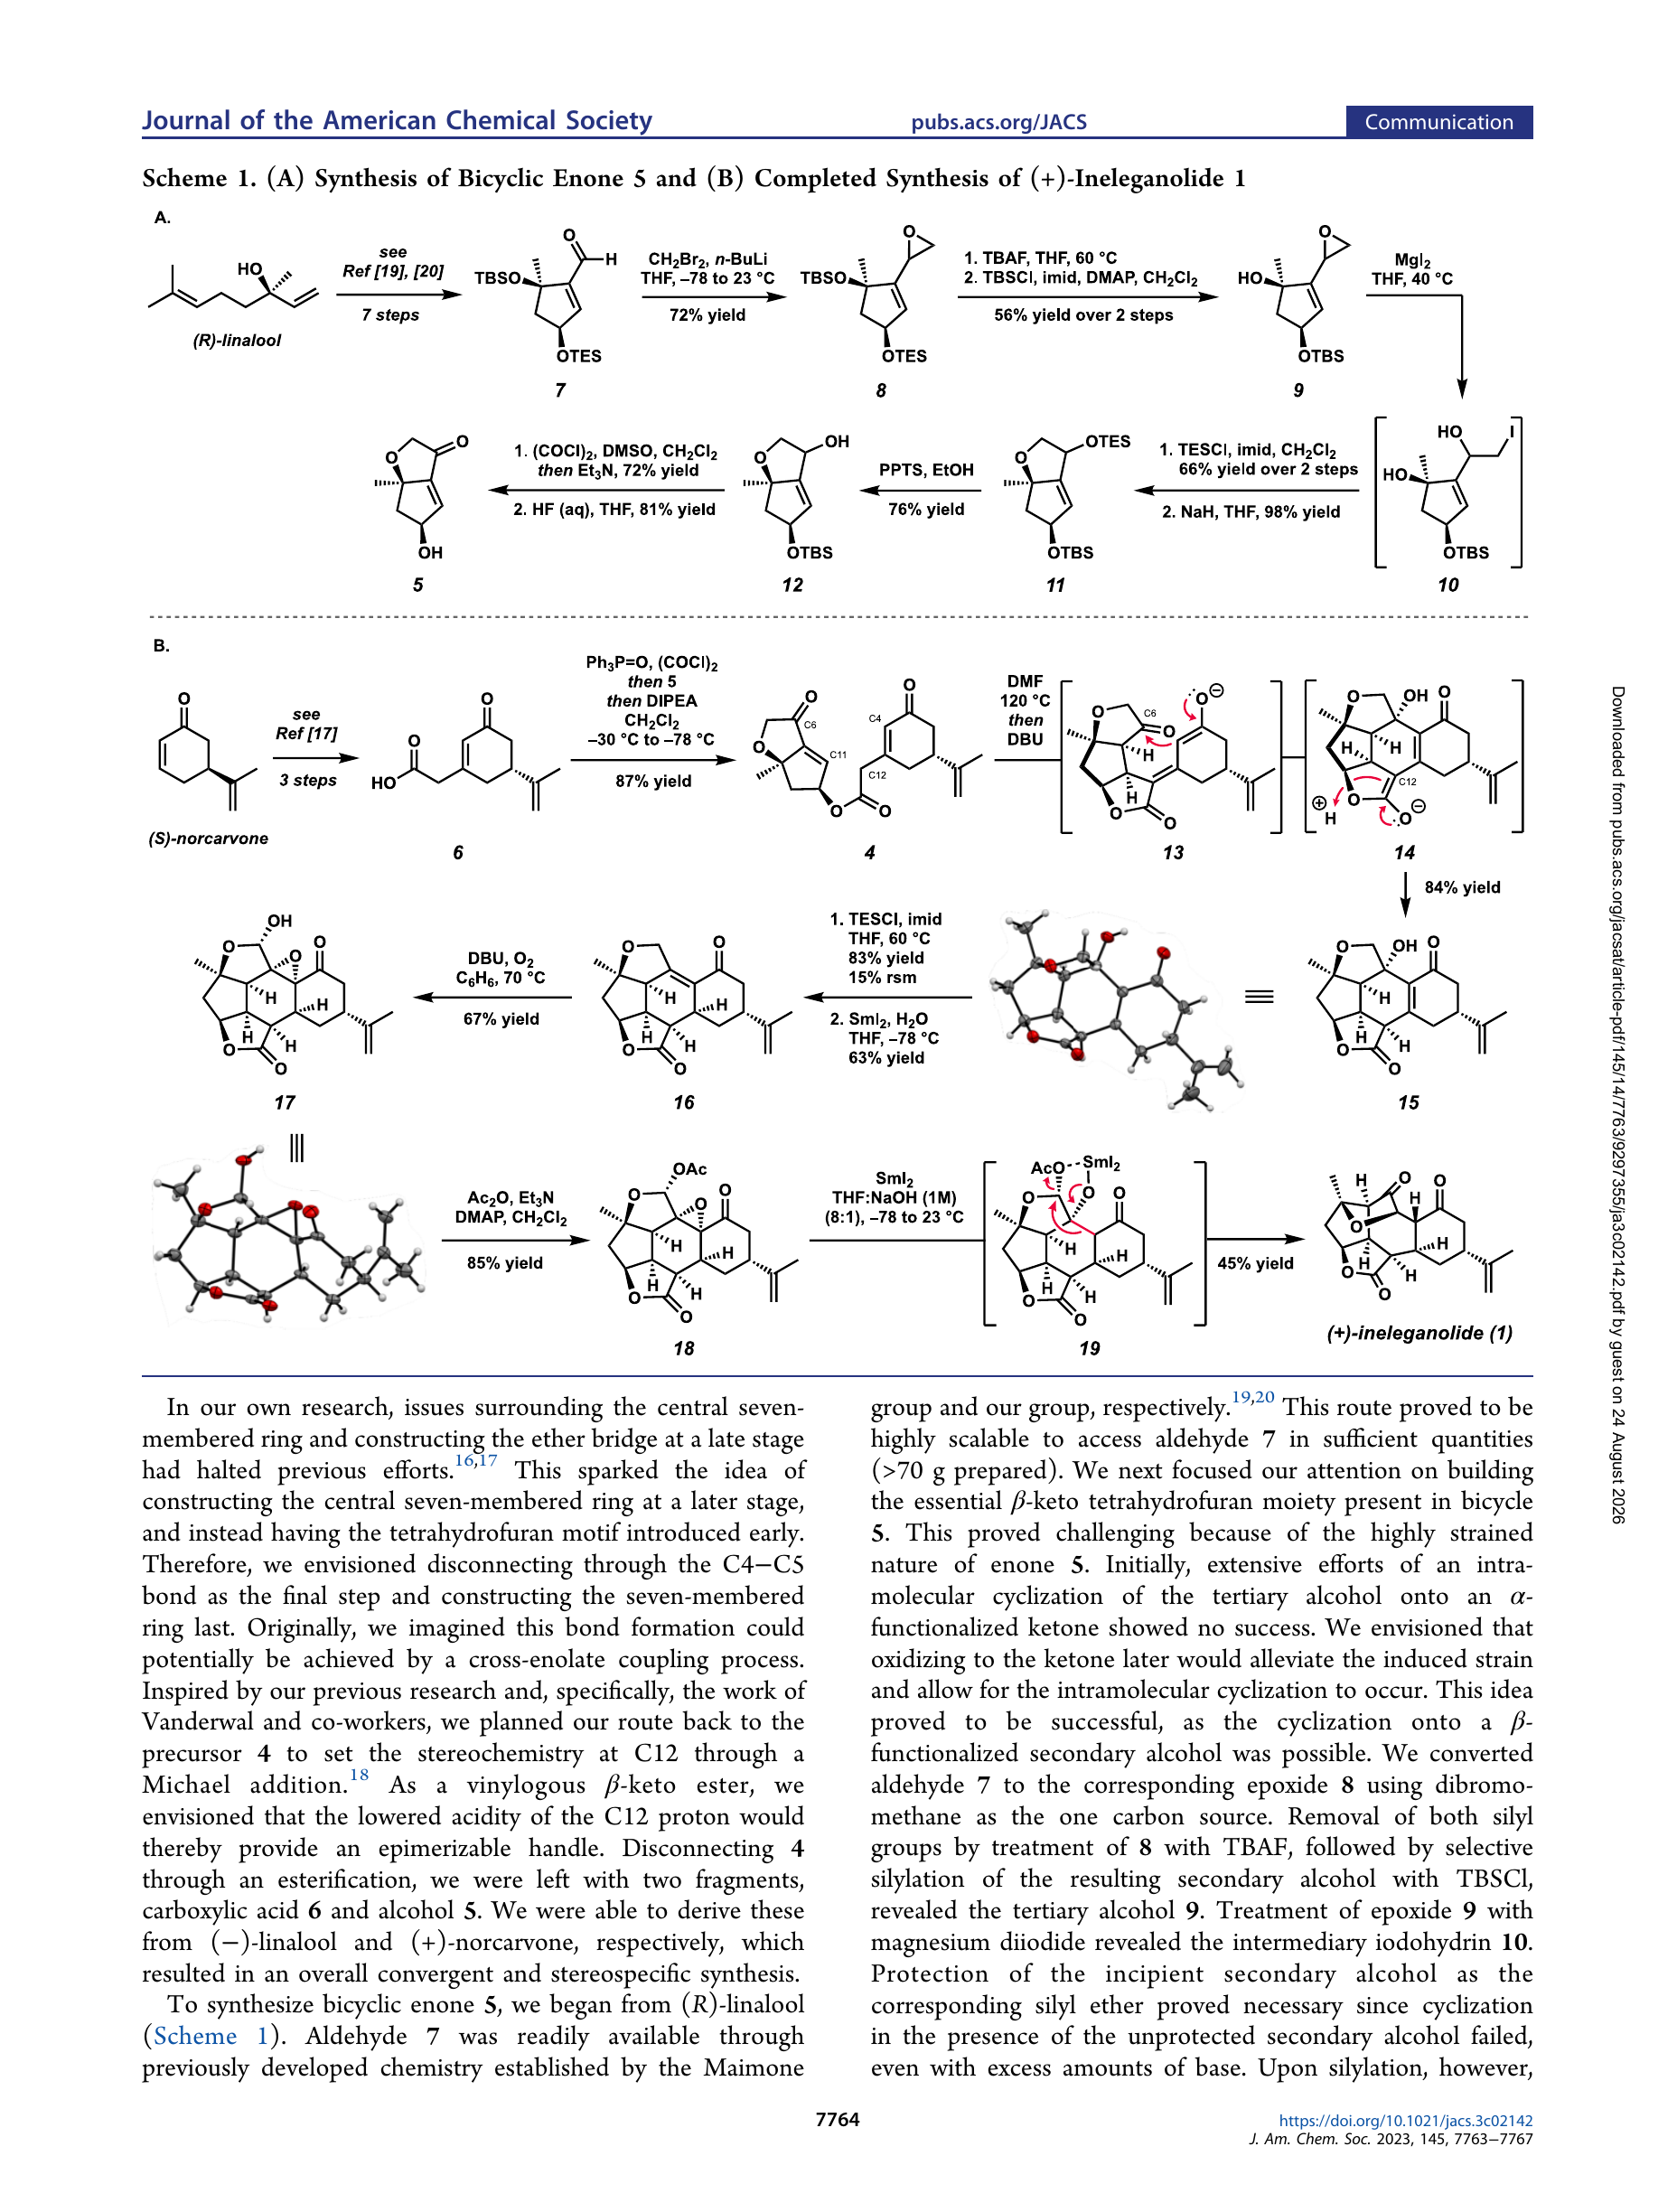 Journal of the American Chemical Society
pubs.acs.org/JACS
Communication
Scheme 1. (A) Synthesis of Bicyclic Enone 5 and (B) Completed Synthesis of (+)-Ineleganolide 1
A.
HO
(R)-linalool
see
Ref [19], [20]
7 steps
O
H
TBSO
OTES
7
CH₂Br₂, n-BuLi
THF, –78 to 23 °C
72% yield
O
TBSO
OTES
8
1. TBAF, THF, 60 °C
2. TBSCl, imid, DMAP, CH₂Cl₂
56% yield over 2 steps
O
HO
OTBS
9
MgI₂
THF, 40 °C
O
O
OH
5
1. (COCl)₂, DMSO, CH₂Cl₂
then Et₃N, 72% yield
2. HF (aq), THF, 81% yield
OH
O
OTBS
12
PPTS, EtOH
76% yield
OTES
O
OTBS
11
1. TESCl, imid, CH₂Cl₂
66% yield over 2 steps
2. NaH, THF, 98% yield
HO
I
HO
OTBS
10
B.
O
(S)-norcarvone
see
Ref [17]
3 steps
O
O
HO
6
Ph₃P=O, (COCl)₂
then 5
then DIPEA
CH₂Cl₂
–30 °C to –78 °C
87% yield
O
O
C6
C4
O
C11
C12
O
O
4
DMF
120 °C
then
DBU
O ⊖
O
C6
O
H
H
O
O
13
O
OH
O
H
H
C12
O
⊕
H
O ⊖
14
84% yield
OH
O
O
O
H
H
H
H
O
O
17
DBU, O₂
C₆H₆, 70 °C
67% yield
O
O
H
H
H
H
O
O
16
1. TESCl, imid
THF, 60 °C
83% yield
15% rsm
2. SmI₂, H₂O
THF, –78 °C
63% yield
≡
O
OH
O
H
H
H
O
O
15
Ac₂O, Et₃N
DMAP, CH₂Cl₂
85% yield
OAc
O
O
O
H
H
H
H
O
O
18
SmI₂
THF:NaOH (1M)
(8:1), –78 to 23 °C
AcO
SmI₂
O
O
O
H
H
H
H
O
O
19
45% yield
H
O
H
O
O
H
H
H
O
O
(+)-ineleganolide (1)
In our own research, issues surrounding the central seven-
membered ring and constructing the ether bridge at a late stage
had halted previous efforts.16,17 This sparked the idea of
constructing the central seven-membered ring at a later stage,
and instead having the tetrahydrofuran motif introduced early.
Therefore, we envisioned disconnecting through the C4−C5
bond as the final step and constructing the seven-membered
ring last. Originally, we imagined this bond formation could
potentially be achieved by a cross-enolate coupling process.
Inspired by our previous research and, specifically, the work of
Vanderwal and co-workers, we planned our route back to the
precursor 4 to set the stereochemistry at C12 through a
Michael addition.18 As a vinylogous β-keto ester, we
envisioned that the lowered acidity of the C12 proton would
thereby provide an epimerizable handle. Disconnecting 4
through an esterification, we were left with two fragments,
carboxylic acid 6 and alcohol 5. We were able to derive these
from (−)-linalool and (+)-norcarvone, respectively, which
resulted in an overall convergent and stereospecific synthesis.
To synthesize bicyclic enone 5, we began from (R)-linalool
(Scheme 1). Aldehyde 7 was readily available through
previously developed chemistry established by the Maimone
group and our group, respectively.19,20 This route proved to be
highly scalable to access aldehyde 7 in sufficient quantities
(>70 g prepared). We next focused our attention on building
the essential β-keto tetrahydrofuran moiety present in bicycle
5. This proved challenging because of the highly strained
nature of enone 5. Initially, extensive efforts of an intra-
molecular cyclization of the tertiary alcohol onto an α-
functionalized ketone showed no success. We envisioned that
oxidizing to the ketone later would alleviate the induced strain
and allow for the intramolecular cyclization to occur. This idea
proved to be successful, as the cyclization onto a β-
functionalized secondary alcohol was possible. We converted
aldehyde 7 to the corresponding epoxide 8 using dibromo-
methane as the one carbon source. Removal of both silyl
groups by treatment of 8 with TBAF, followed by selective
silylation of the resulting secondary alcohol with TBSCl,
revealed the tertiary alcohol 9. Treatment of epoxide 9 with
magnesium diiodide revealed the intermediary iodohydrin 10.
Protection of the incipient secondary alcohol as the
corresponding silyl ether proved necessary since cyclization
in the presence of the unprotected secondary alcohol failed,
even with excess amounts of base. Upon silylation, however,
7764
https://doi.org/10.1021/jacs.3c02142
J. Am. Chem. Soc. 2023, 145, 7763−7767
Downloaded from pubs.acs.org/jacsat/article-pdf/145/14/7763/9297355/ja3c02142.pdf by guest on 24 August 2026